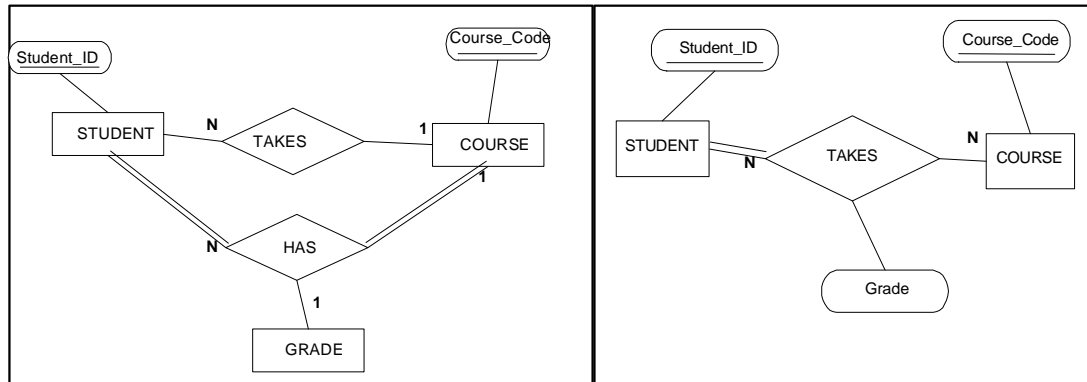 Student_ID
Course_Code
STUDENT
N
TAKES
1
COURSE
1
N
HAS
1
GRADE
Student_ID
Course_Code
STUDENT
N
TAKES
N
COURSE
Grade